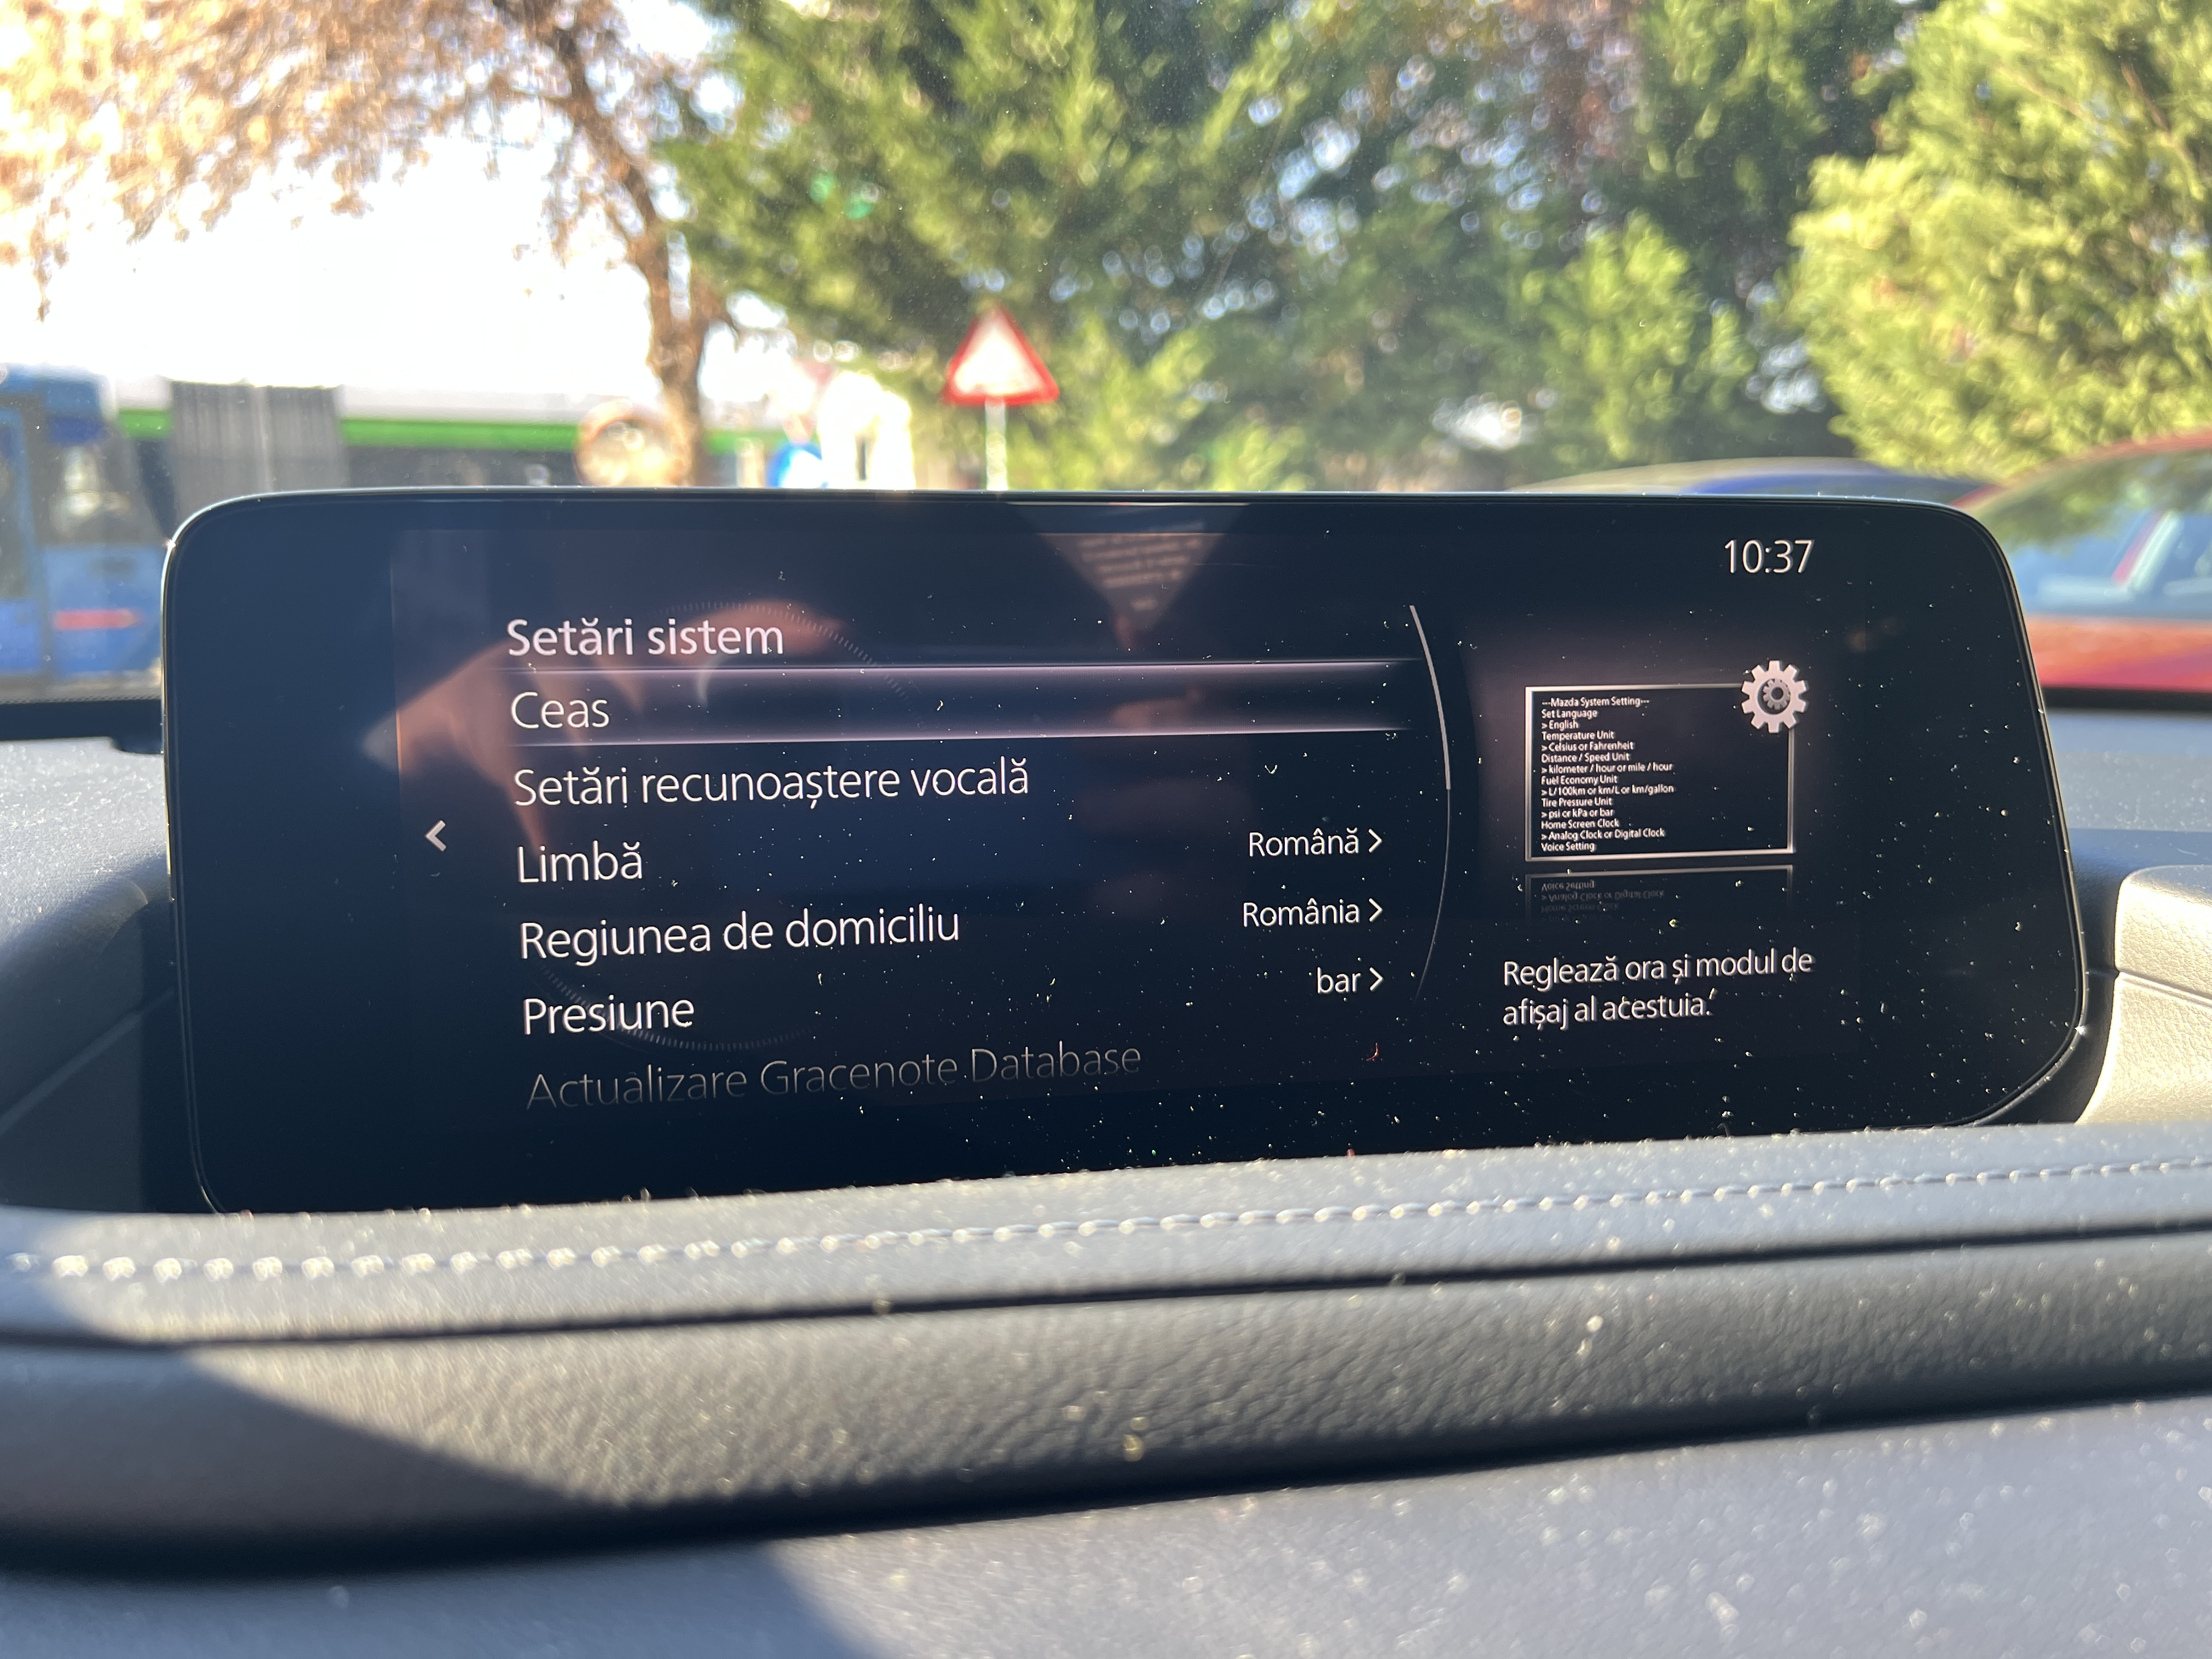 10:37
Setări sistem
Ceas
Setări recunoaștere vocală
Limbă
Română >
Regiunea de domiciliu
România >
Presiune
bar >
Actualizare Gracenote Database
---Mazda System Setting---
Set Language
> English
Temperature Unit
> Celsius or Fahrenheit
Distance / Speed Unit
> kilometer / hour or mile / hour
Fuel Economy Unit
> L/100km or km/L or km/gallon
Tire Pressure Unit
> psi or kPa or bar
Home Screen Clock
> Analog Clock or Digital Clock
Voice Setting
Reglează ora și modul de
afișaj al acestuia.